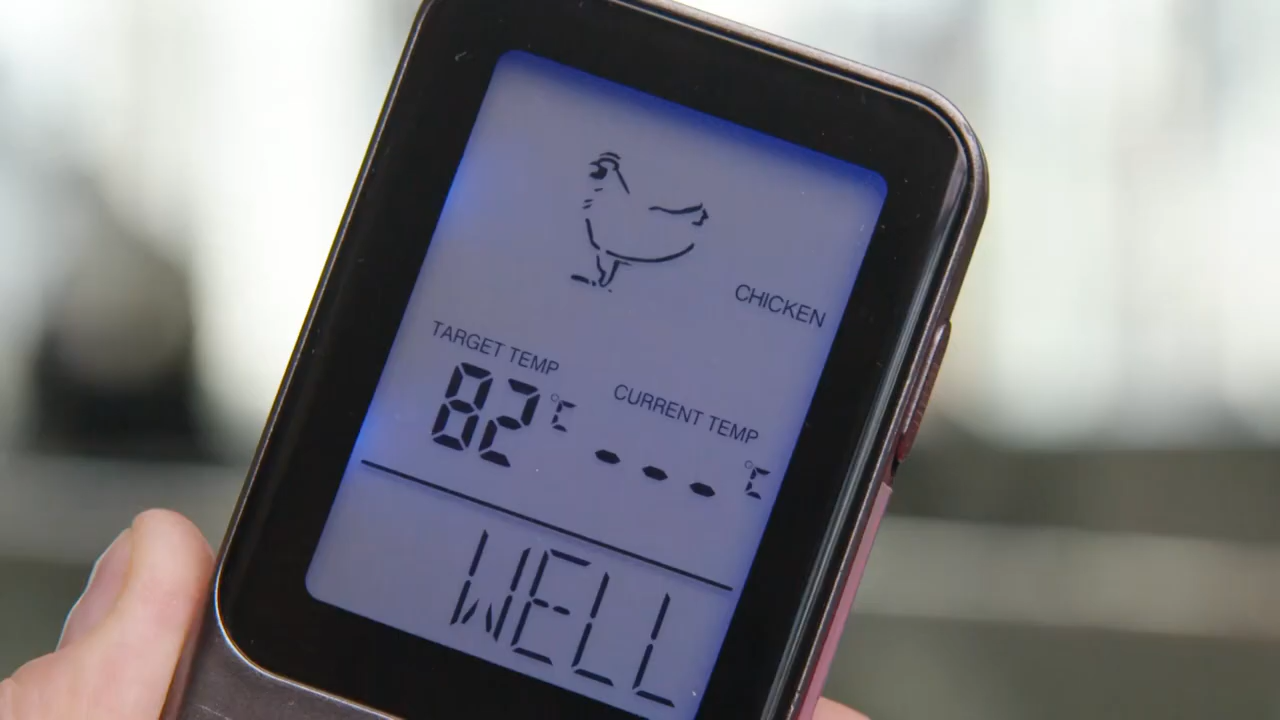 CHICKEN
TARGET TEMP
82°C
CURRENT TEMP
---°C
WELL